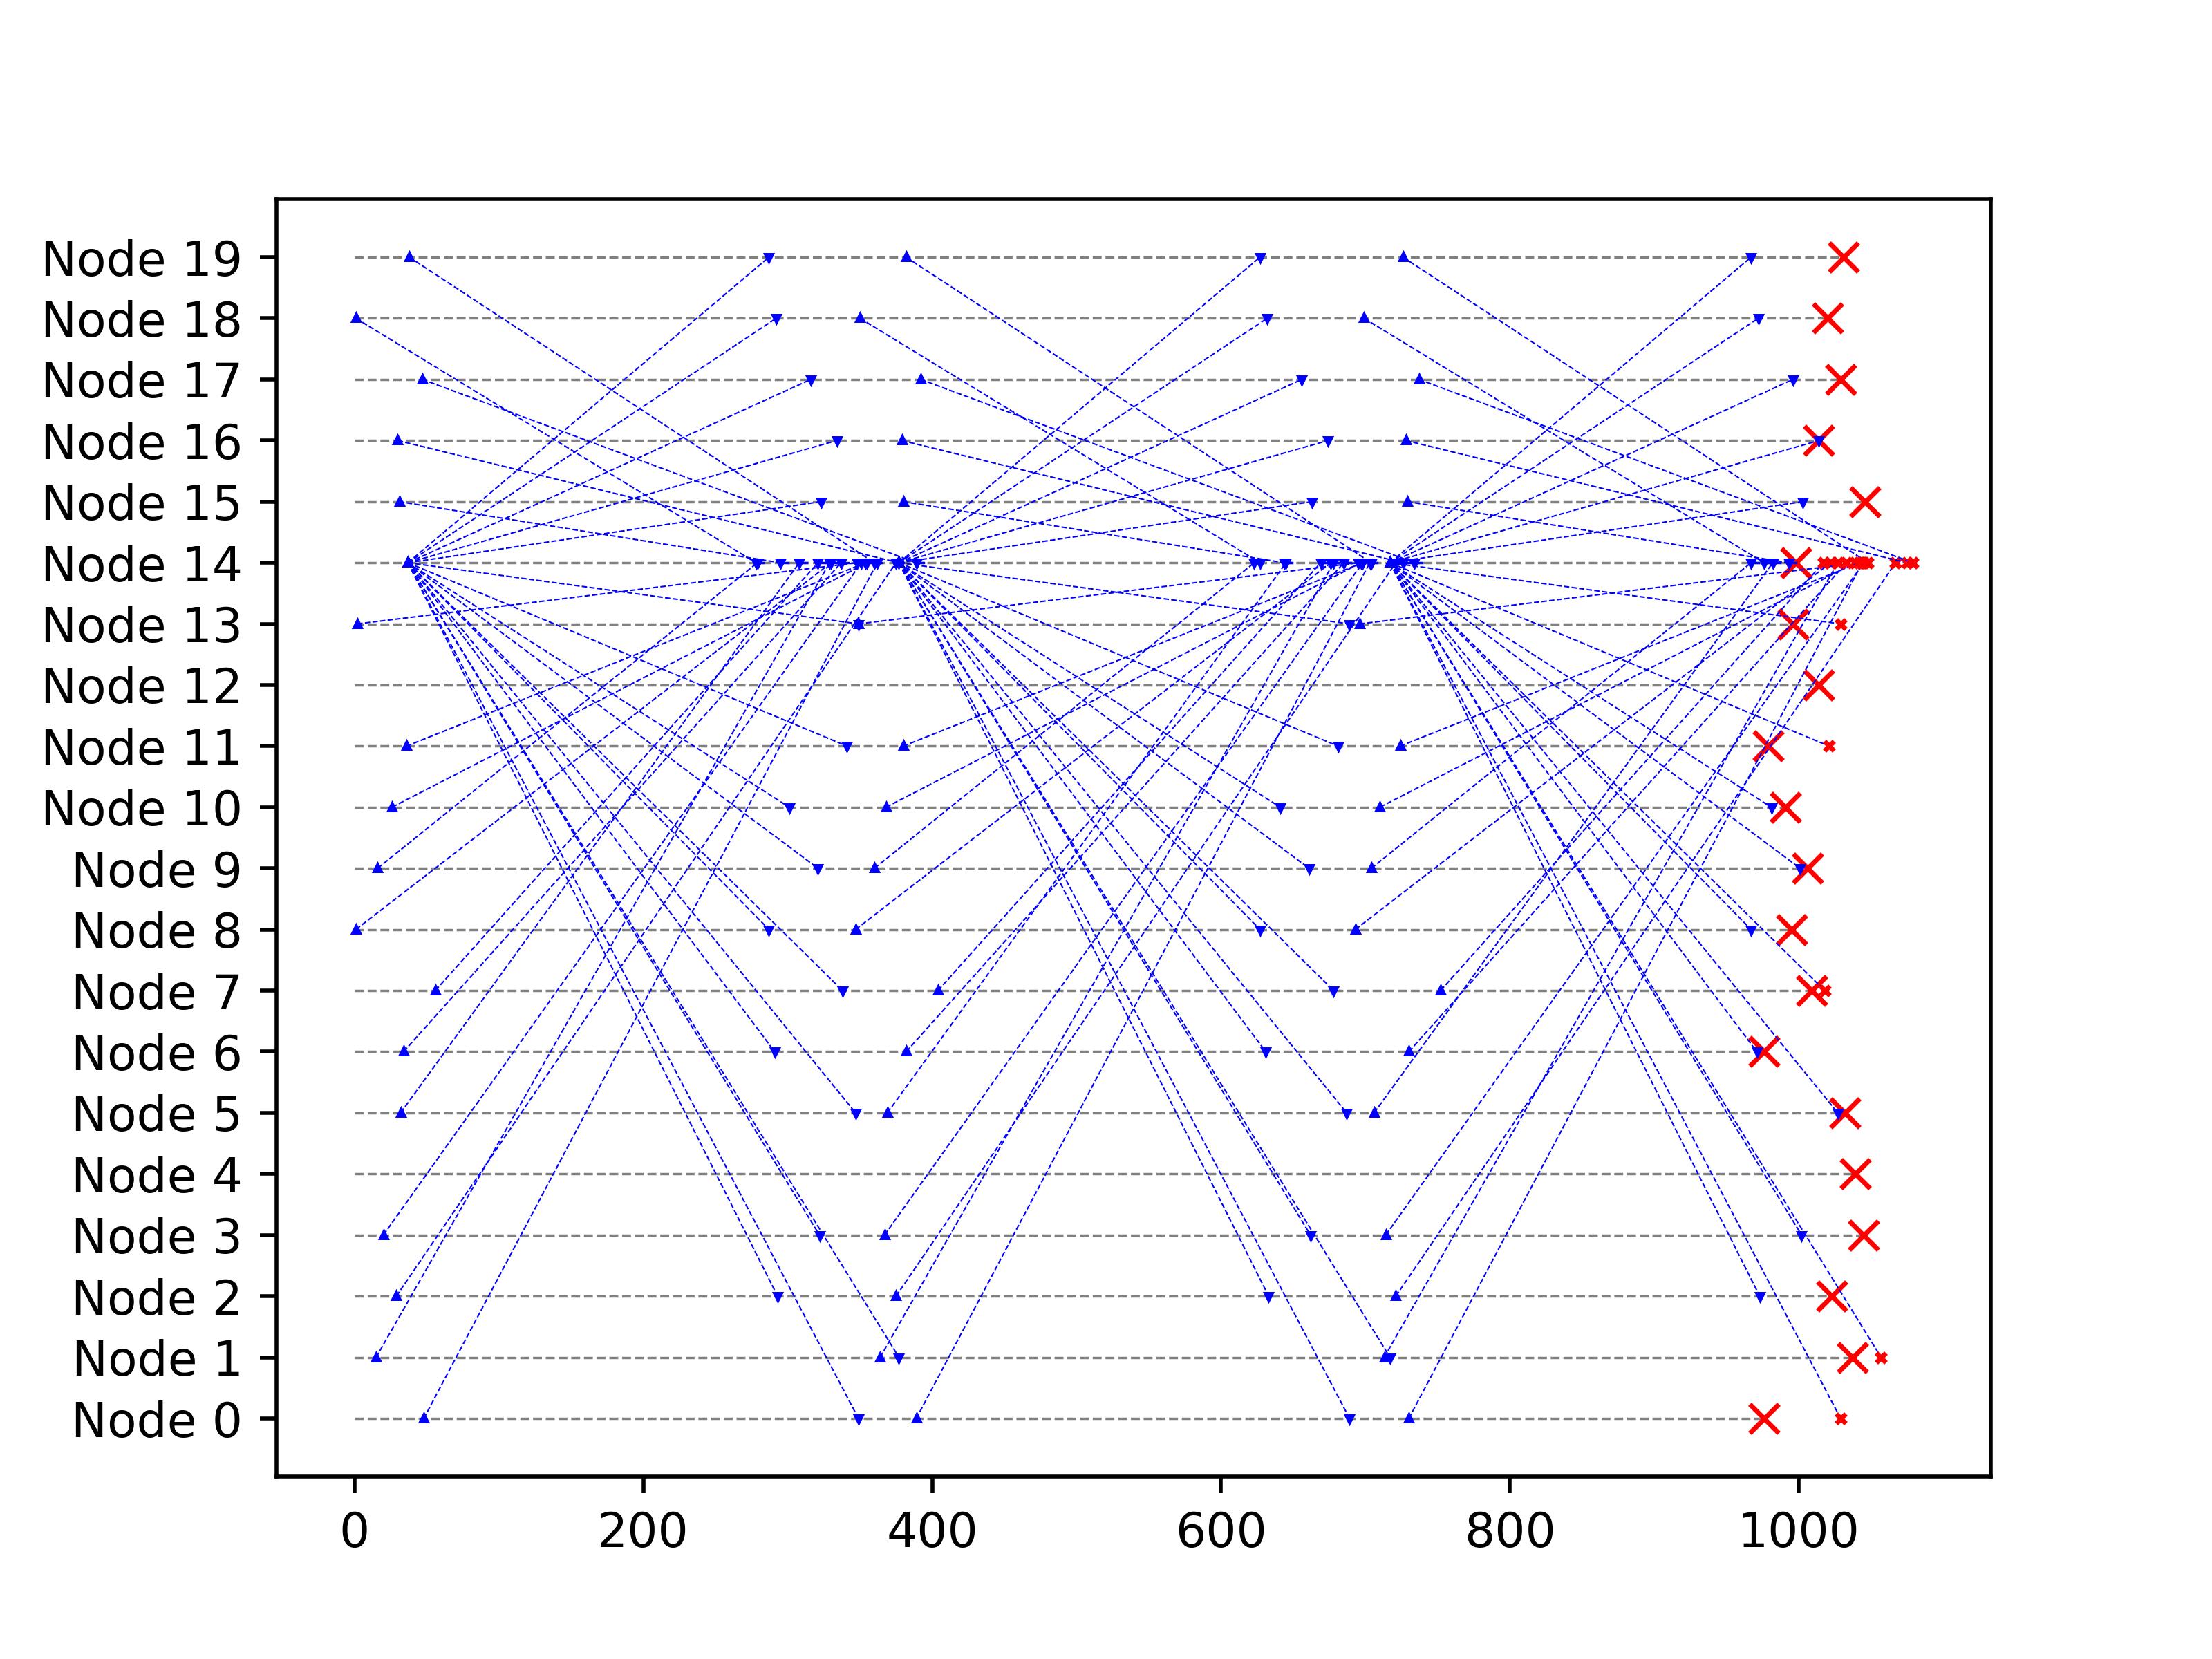 Node 19
Node 18
Node 17
Node 16
Node 15
Node 14
Node 13
Node 12
Node 11
Node 10
Node 9
Node 8
Node 7
Node 6
Node 5
Node 4
Node 3
Node 2
Node 1
Node 0
0 200 400 600 800 1000